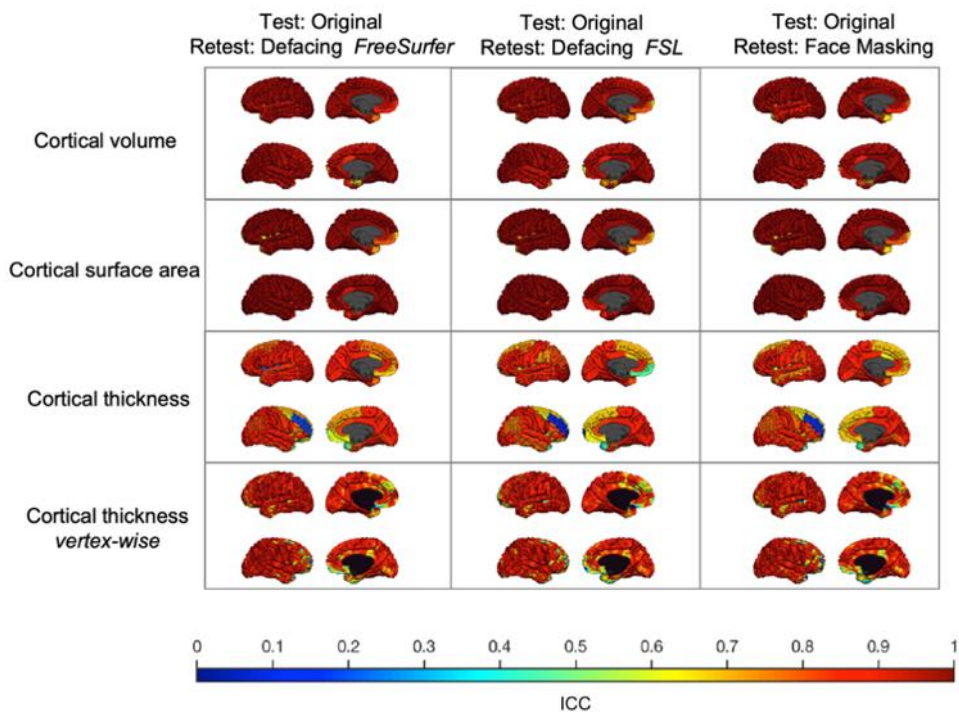 Test: Original
Retest: Defacing FreeSurfer
Test: Original
Retest: Defacing FSL
Test: Original
Retest: Face Masking
Cortical volume
Cortical surface area
Cortical thickness
Cortical thickness
vertex-wise
0 0.1 0.2 0.3 0.4 0.5 0.6 0.7 0.8 0.9 1
ICC